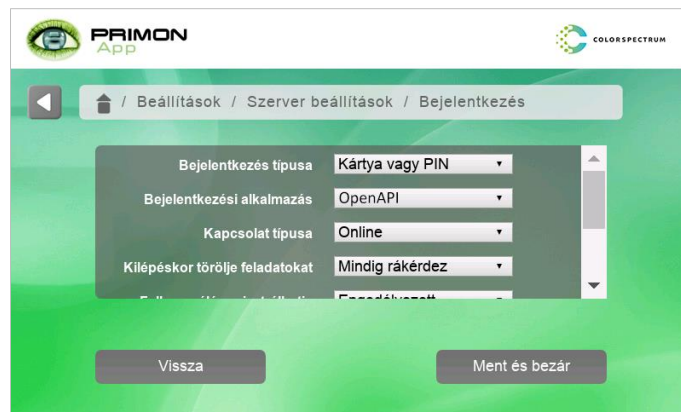 PRIMON
App
COLORSPECTRUM
/ Beállítások / Szerver beállítások / Bejelentkezés
Bejelentkezés típusa Kártya vagy PIN
Bejelentkezési alkalmazás OpenAPI
Kapcsolat típusa Online
Kilépéskor törölje feladatokat Mindig rákérdez
Engedélyezett
Vissza Ment és bezár